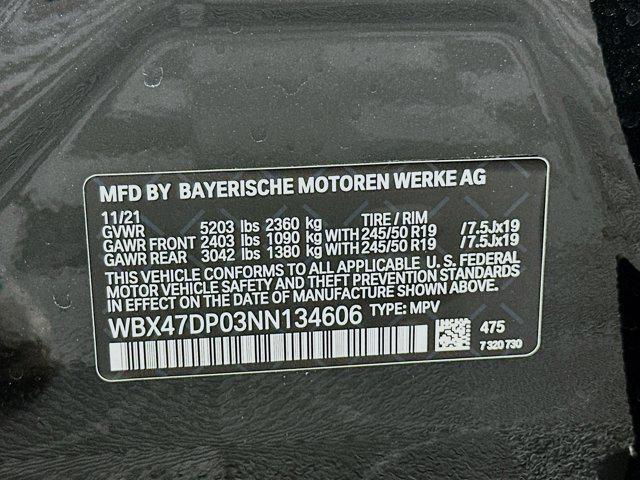 MFD BY BAYERISCHE MOTOREN WERKE AG
11/21 TIRE / RIM
GVWR 5203 lbs 2360 kg
GAWR FRONT 2403 lbs 1090 kg WITH 245/50 R19 /7.5Jx19
GAWR REAR 3042 lbs 1380 kg WITH 245/50 R19 /7.5Jx19
THIS VEHICLE CONFORMS TO ALL APPLICABLE U.S. FEDERAL
MOTOR VEHICLE SAFETY AND THEFT PREVENTION STANDARDS
IN EFFECT ON THE DATE OF MANUFACTURE SHOWN ABOVE.
WBX47DP03NN134606 TYPE: MPV
475
7 320 730